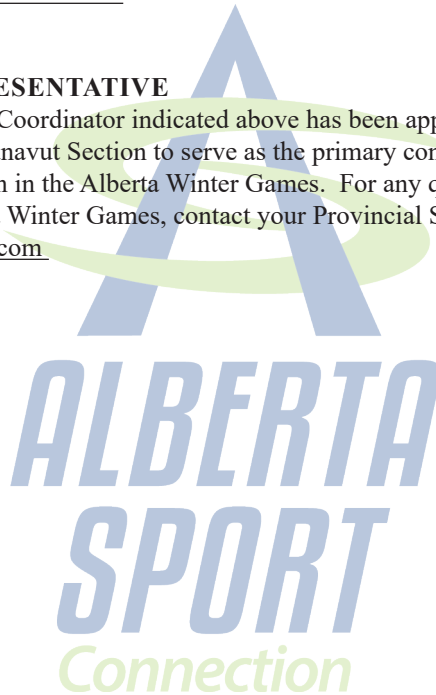 ESENTATIVE
Coordinator indicated above has been app
navut Section to serve as the primary con
n in the Alberta Winter Games. For any q
Winter Games, contact your Provincial S
com
ALBERTA
SPORT
Connection